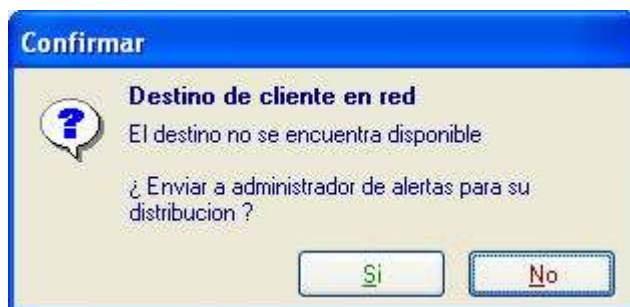 Confirmar
Destino de cliente en red
El destino no se encuentra disponible
¿ Enviar a administrador de alertas para su
distribucion ?
Si
No